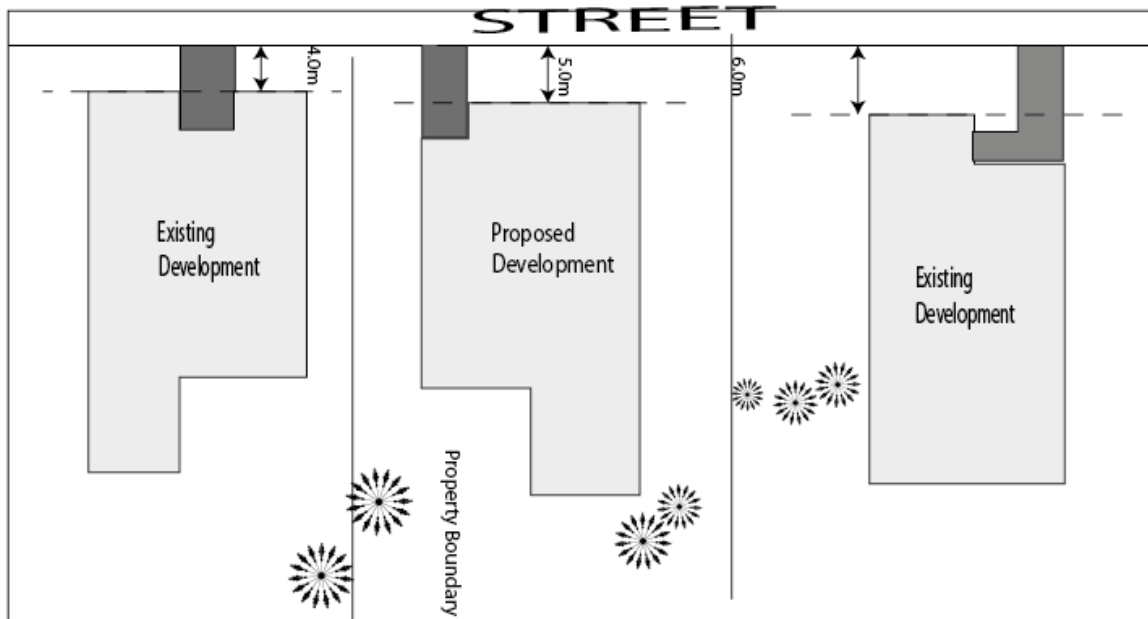 STREET
4.0m
5.0m
6.0m
Existing
Development
Proposed
Development
Existing
Development
Property Boundary